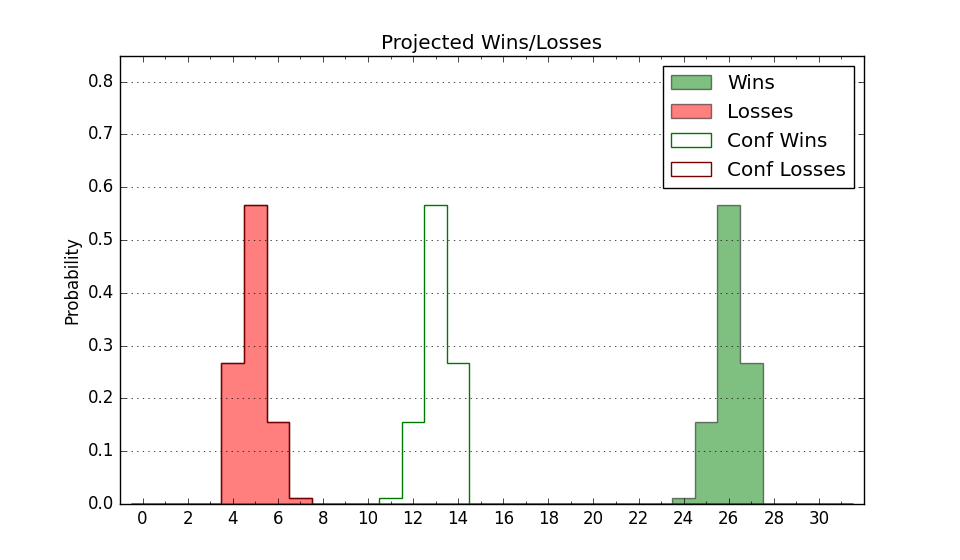 Projected Wins/Losses
Wins
Losses
Conf Wins
Conf Losses
Probability
0.8
0.7
0.6
0.5
0.4
0.3
0.2
0.1
0.0
0 2 4 6 8 10 12 14 16 18 20 22 24 26 28 30